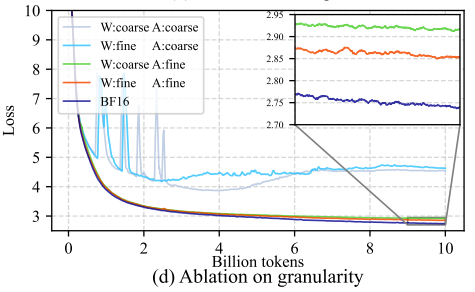 10
9
8
7
6
5
4
3
Loss
W:coarse A:coarse
W:fine A:coarse
W:coarse A:fine
W:fine A:fine
BF16
2.95
2.90
2.85
2.80
2.75
2.70
0 2 4 6 8 10
Billion tokens
(d) Ablation on granularity